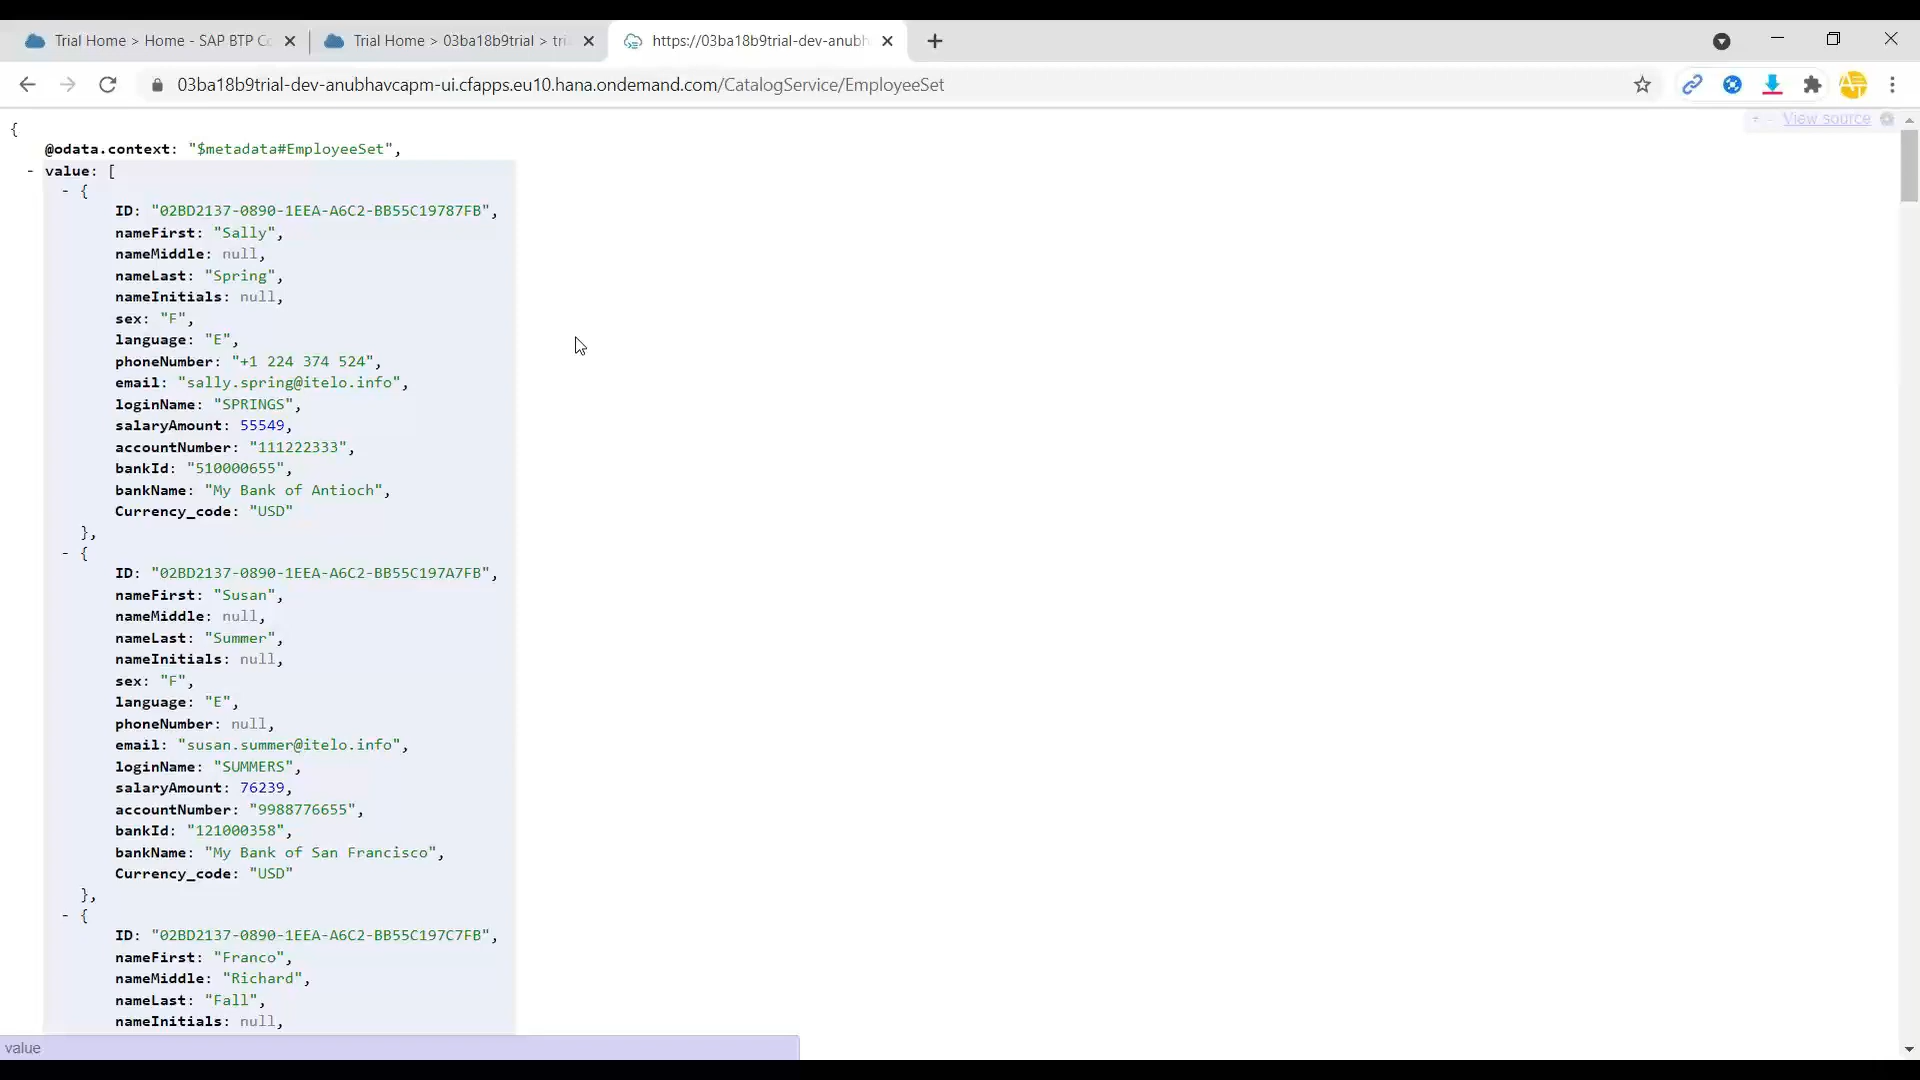 Trial Home > Home - SAP BTP Co
Trial Home > 03ba18b9trial > tri
https://03ba18b9trial-dev-anubh
03ba18b9trial-dev-anubhavcapm-ui.cfapps.eu10.hana.ondemand.com/CatalogService/EmployeeSet
+ - View source
{
@odata.context: "$metadata#EmployeeSet",
- value: [
- {
ID: "02BD2137-0890-1EEA-A6C2-BB55C19787FB",
nameFirst: "Sally",
nameMiddle: null,
nameLast: "Spring",
nameInitials: null,
sex: "F",
language: "E",
phoneNumber: "+1 224 374 524",
email: "sally.spring@itelo.info",
loginName: "SPRINGS",
salaryAmount: 55549,
accountNumber: "111222333",
bankId: "510000655",
bankName: "My Bank of Antioch",
Currency_code: "USD"
},
- {
ID: "02BD2137-0890-1EEA-A6C2-BB55C197A7FB",
nameFirst: "Susan",
nameMiddle: null,
nameLast: "Summer",
nameInitials: null,
sex: "F",
language: "E",
phoneNumber: null,
email: "susan.summer@itelo.info",
loginName: "SUMMERS",
salaryAmount: 76239,
accountNumber: "9988776655",
bankId: "121000358",
bankName: "My Bank of San Francisco",
Currency_code: "USD"
},
- {
ID: "02BD2137-0890-1EEA-A6C2-BB55C197C7FB",
nameFirst: "Franco",
nameMiddle: "Richard",
nameLast: "Fall",
nameInitials: null,
value